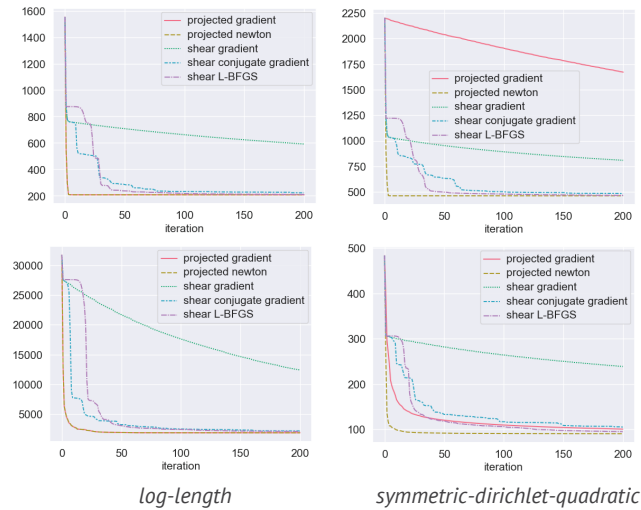 1600
1400
1200
1000
800
600
400
200
0
50
100
150
200
iteration
projected gradient
projected newton
shear gradient
shear conjugate gradient
shear L-BFGS
2250
2000
1750
1500
1250
1000
750
500
0
50
100
150
200
iteration
projected gradient
projected newton
shear gradient
shear conjugate gradient
shear L-BFGS
30000
25000
20000
15000
10000
5000
0
50
100
150
200
iteration
projected gradient
projected newton
shear gradient
shear conjugate gradient
shear L-BFGS
500
400
300
200
100
0
50
100
150
200
iteration
projected gradient
projected newton
shear gradient
shear conjugate gradient
shear L-BFGS
log-length
symmetric-dirichlet-quadratic